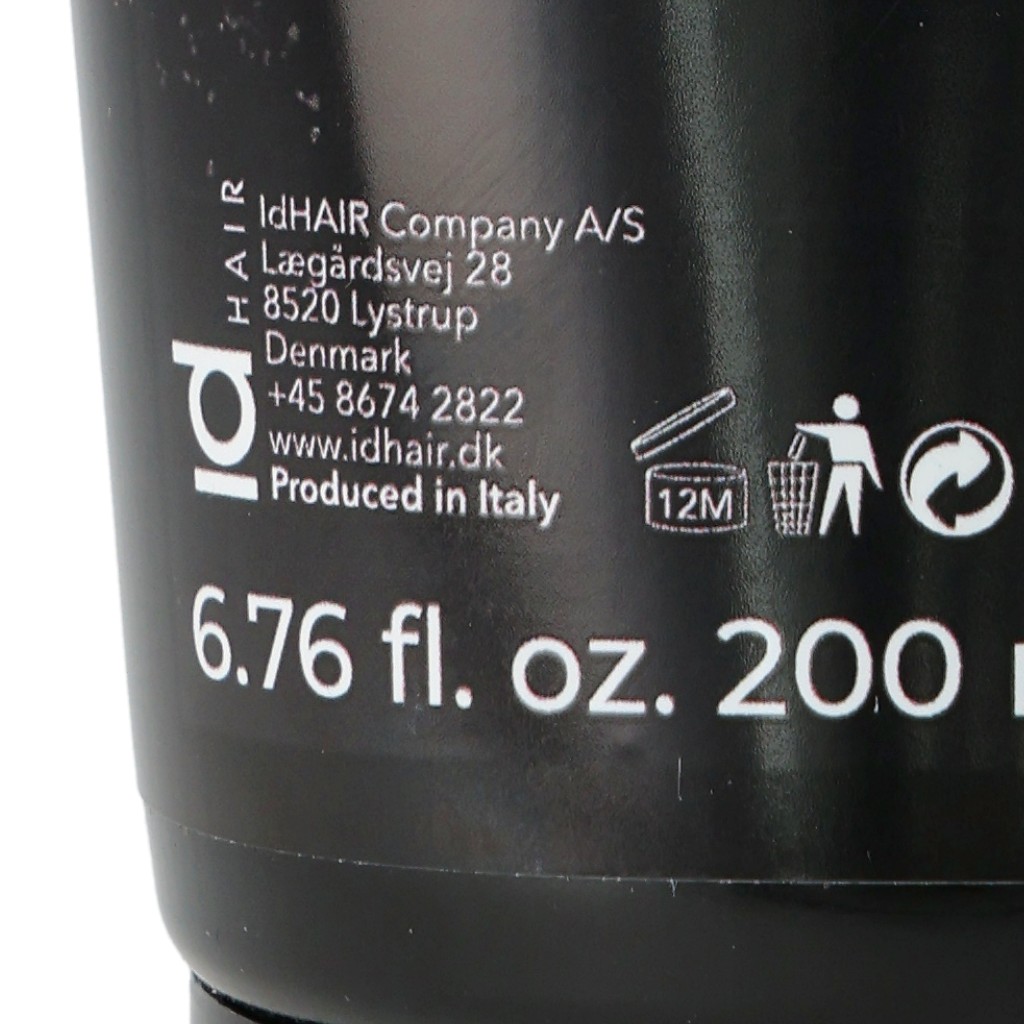 id HAIR
IdHAIR Company A/S
Lægårdsvej 28
8520 Lystrup
Denmark
+45 8674 2822
www.idhair.dk
Produced in Italy
12M
6.76 fl. oz. 200